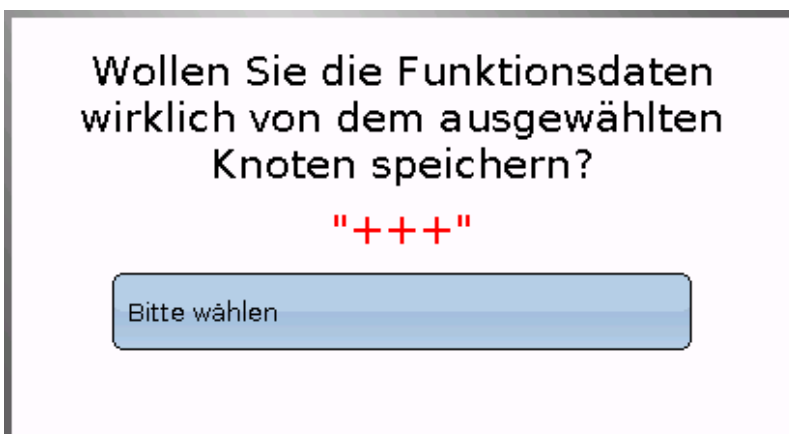 Wollen Sie die Funktionsdaten
wirklich von dem ausgewählten
Knoten speichern?
"+++"
Bitte wählen